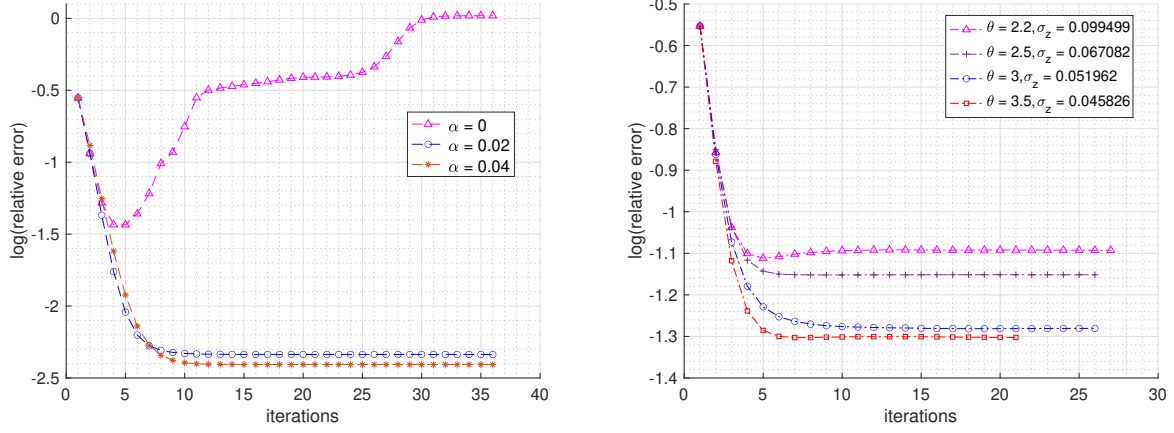 0
-0.5
-1
-1.5
-2
-2.5
0 5 10 15 20 25 30 35 40
iterations
log(relative error)
α = 0
α = 0.02
α = 0.04
-0.5
-0.6
-0.7
-0.8
-0.9
-1
-1.1
-1.2
-1.3
-1.4
0 5 10 15 20 25 30
iterations
log(relative error)
θ = 2.2,σz = 0.099499
θ = 2.5,σz = 0.067082
θ = 3,σz = 0.051962
θ = 3.5,σz = 0.045826